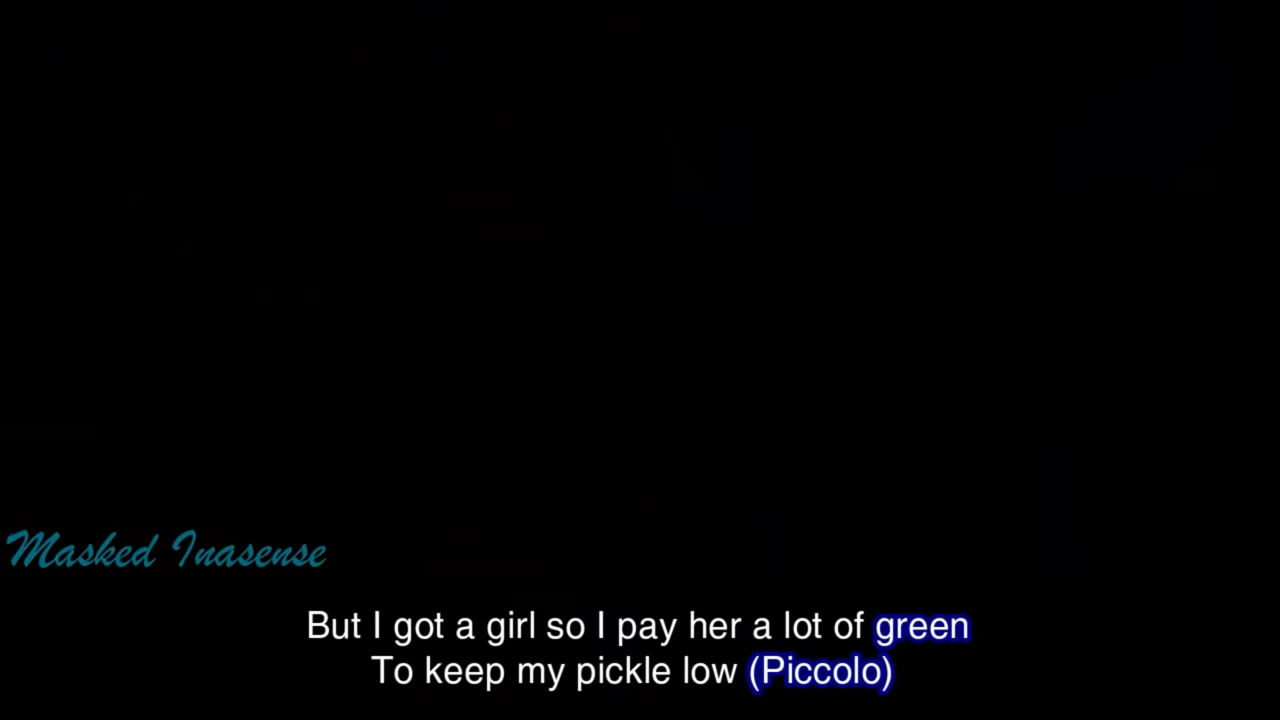 Masked Inasense
But I got a girl so I pay her a lot of green
To keep my pickle low (Piccolo)